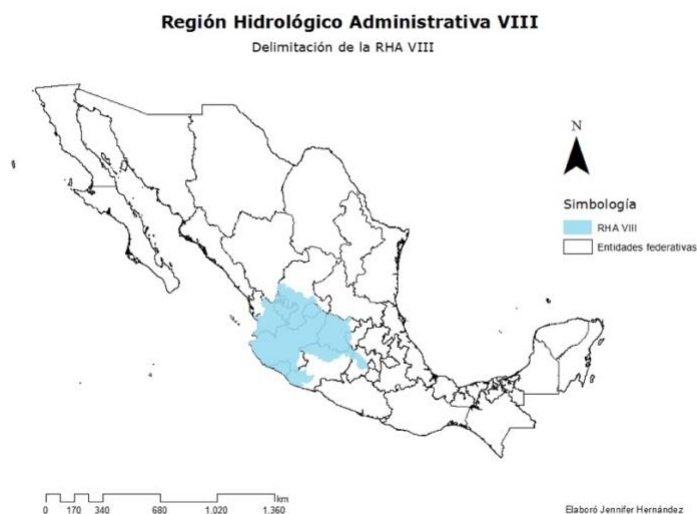 Región Hidrológico Administrativa VIII
Delimitación de la RHA VIII
N
Simbología
RHA VIII
Entidades federativas
km
0 170 340 680 1.020 1.360
Elaboró Jennifer Hernández